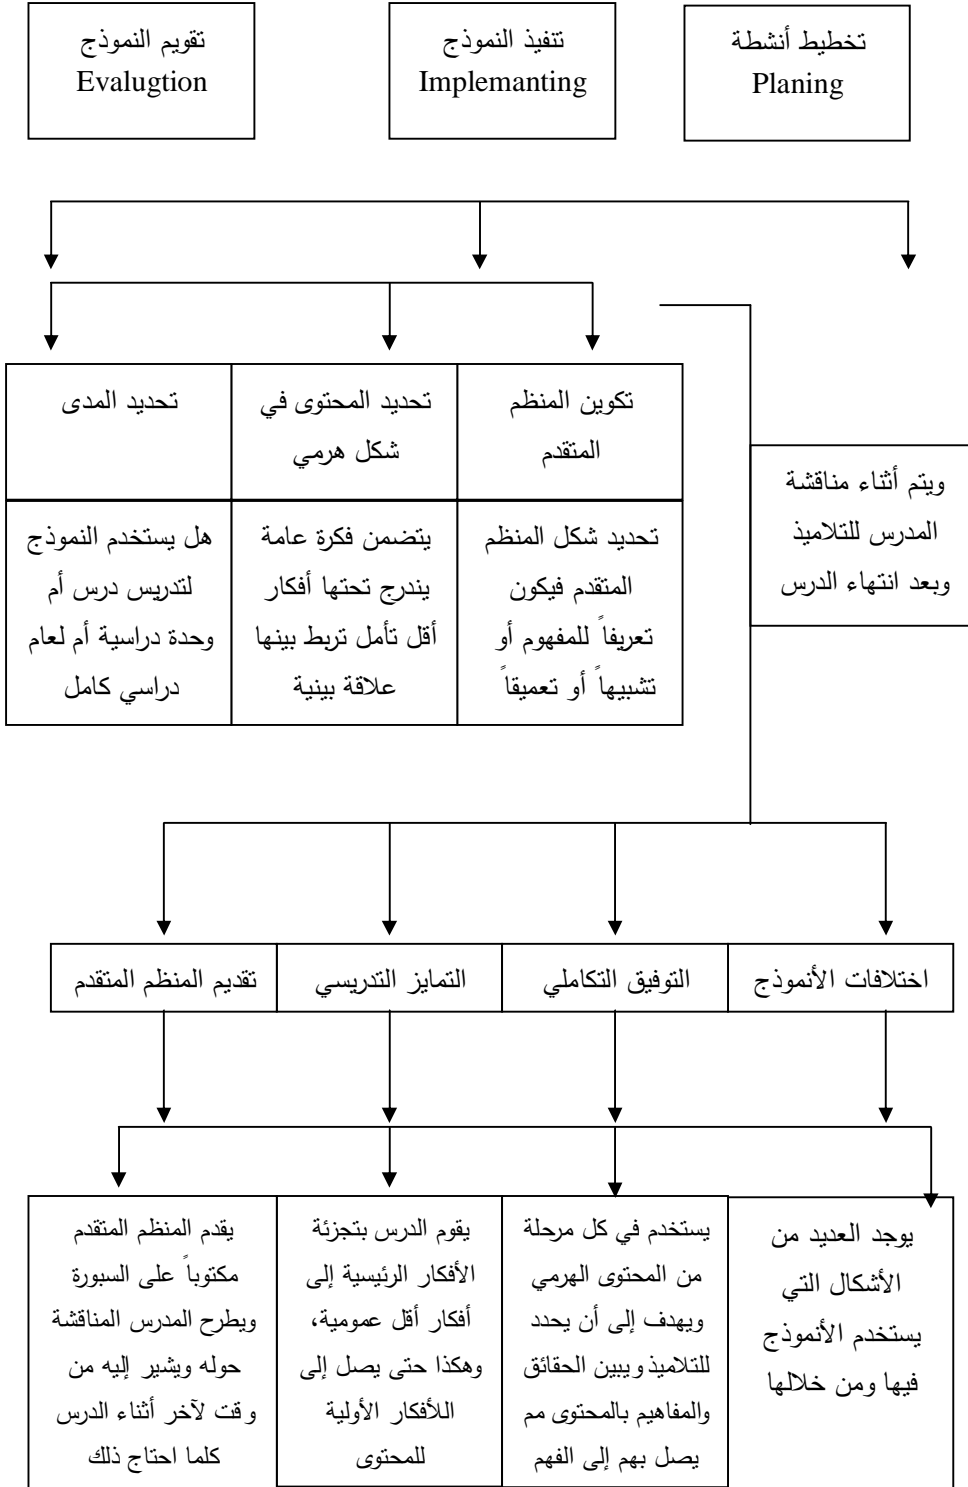 تخطيط أنشطة
Planing
تنفيذ النموذج
Implemanting
تقويم النموذج
Evalugtion
تكوين المنظم
المتقدم
تحديد المحتوى في
شكل هرمي
تحديد المدى
تحديد شكل المنظم
المتقدم فيكون
تعريفاً للمفهوم أو
تشبيهاً أو تعميقاً
يتضمن فكرة عامة
يندرج تحتها أفكار
أقل تأمل تربط بينها
علاقة بينية
هل يستخدم النموذج
لتدريس درس أم
وحدة دراسية أم لعام
دراسي كامل
ويتم أثناء مناقشة
المدرس للتلاميذ
وبعد انتهاء الدرس
اختلافات الأنموذج
التوفيق التكاملي
التمايز التدريسي
تقديم المنظم المتقدم
يوجد العديد من
الأشكال التي
يستخدم الأنموذج
فيها ومن خلالها
يستخدم في كل مرحلة
من المحتوى الهرمي
ويهدف إلى أن يحدد
للتلاميذ ويبين الحقائق
والمفاهيم بالمحتوى مم
يصل بهم إلى الفهم
يقوم الدرس بتجزئة
الأفكار الرئيسية إلى
أفكار أقل عمومية،
وهكذا حتى يصل إلى
اللأفكار الأولية
للمحتوى
يقدم المنظم المتقدم
مكتوباً على السبورة
ويطرح المدرس المناقشة
حوله ويشير إليه من
وقت لآخر أثناء الدرس
كلما احتاج ذلك